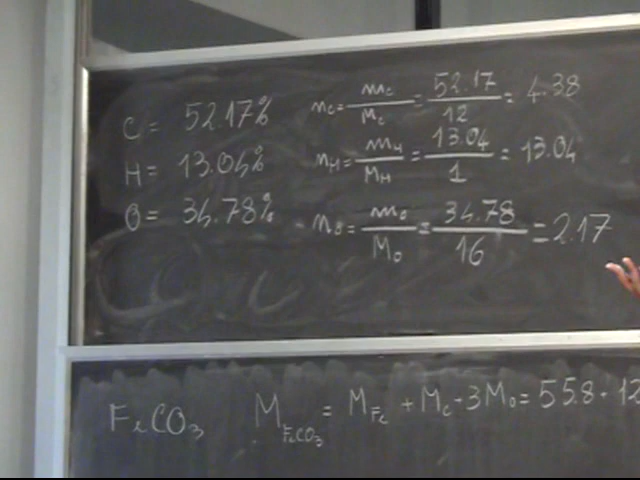 C = 52.17% n_C = m_C / M_C = 52.17 / 12 = 4.38
H = 13.04% n_H = m_H / M_H = 13.04 / 1 = 13.04
O = 34.78% n_O = m_O / M_O = 34.78 / 16 = 2.17
FeCO₃ M_FeCO₃ = M_Fe + M_C + 3M_O = 55.8 + 12